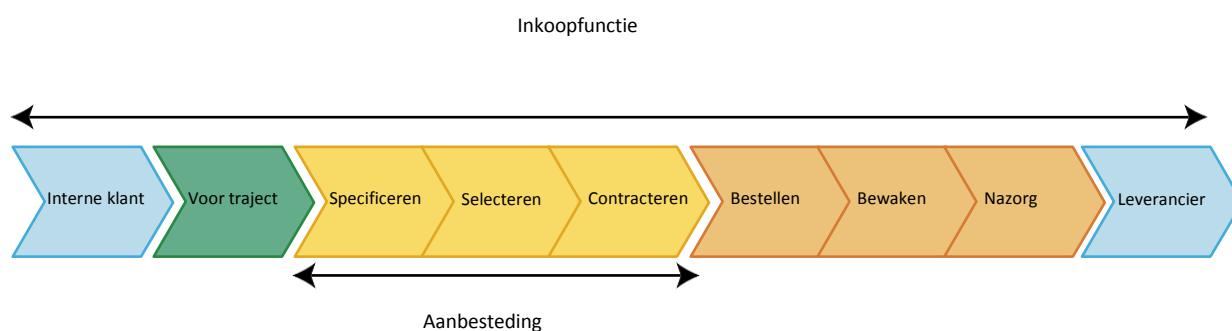 Inkoopfunctie
Interne klant
Voor traject
Specificeren
Selecteren
Contracteren
Bestellen
Bewaken
Nazorg
Leverancier
Aanbesteding